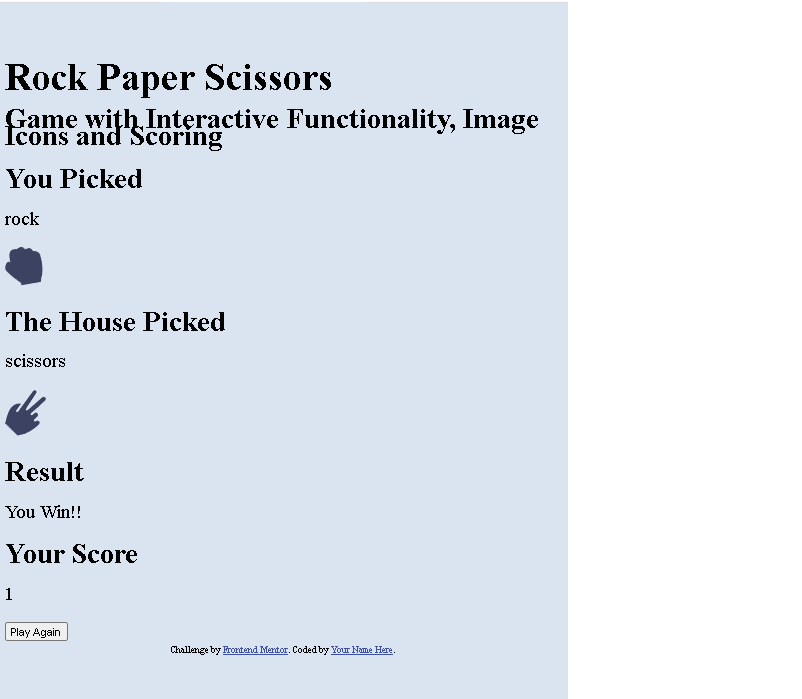 Rock Paper Scissors
Game with Interactive Functionality, Image
Icons and Scoring
You Picked
rock
The House Picked
scissors
Result
You Win!!
Your Score
1
Play Again
Challenge by Frontend Mentor. Coded by Your Name Here.